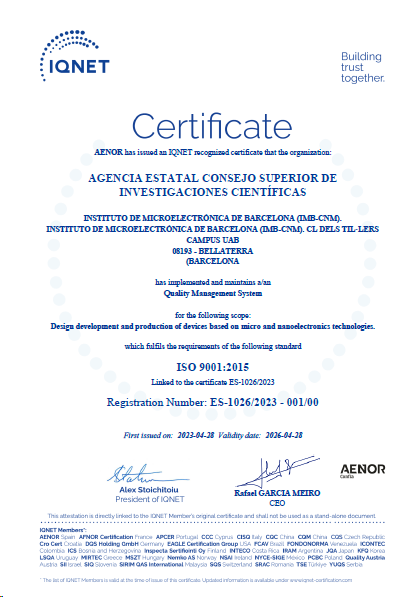 IQNET
Building
trust
together.
Certificate
AENOR has issued an IQNET recognized certificate that the organization:
AGENCIA ESTATAL CONSEJO SUPERIOR DE
INVESTIGACIONES CIENTÍFICAS
INSTITUTO DE MICROELECTRÓNICA DE BARCELONA (IMB-CNM).
INSTITUTO DE MICROELECTRÓNICA DE BARCELONA (IMB-CNM). CL DELS TIL·LERS
CAMPUS UAB
08193 - BELLATERRA
(BARCELONA
has implemented and maintains a/an
Quality Management System
for the following scope:
Design development and production of devices based on micro and nanoelectronics technologies.
which fulfils the requirements of the following standard
ISO 9001:2015
Linked to the certificate ES-1026/2023
Registration Number: ES-1026/2023 - 001/00
First issued on: 2023-04-28 Validity date: 2026-04-28
Alex Stoichitoiu
President of IQNET
Rafael GARCIA MEIRO
CEO
AENOR
This attestation is directly linked to the IQNET Member's original certificate and shall not be used as a stand-alone document.
IQNET Members*:
AENOR Spain AFNOR Certification France APCER Portugal CCC Cyprus CISQ Italy CQC China CQM China CQS Czech Republic
Cro Cert Croatia DQS Holding GmbH Germany EAGLE Certification Group USA FCAV Brazil FONDONORMA Venezuela ICONTEC
Colombia ICS Bosnia and Herzegovina Inspecta Sertifiointi Oy Finland INTECO Costa Rica IRAM Argentina JQA Japan KFQ Korea
LSQA Uruguay MIRTEC Greece MSZT Hungary Nemko AS Norway NSAI Ireland NYCE-SIGE Mexico PCBC Poland Quality Austria
Austria SII Israel SIQ Slovenia SIRIM QAS International Malaysia SQS Switzerland SRAC Romania TSE Türkiye YUQS Serbia
* The list of IQNET Members is valid at the time of issue of this certificate. Updated information is available under www.iqnet-certification.com